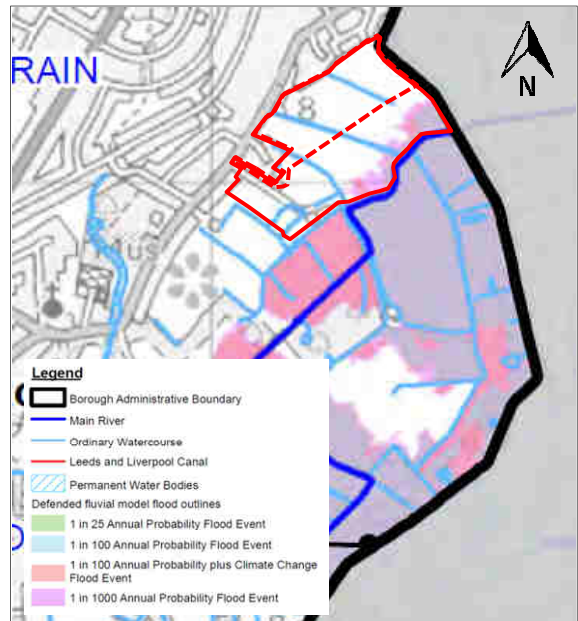 RAIN
8
N
Legend
Borough Administrative Boundary
Main River
Ordinary Watercourse
Leeds and Liverpool Canal
Permanent Water Bodies
Defended fluvial model flood outlines
1 in 25 Annual Probability Flood Event
1 in 100 Annual Probability Flood Event
1 in 100 Annual Probability plus Climate Change
Flood Event
1 in 1000 Annual Probability Flood Event